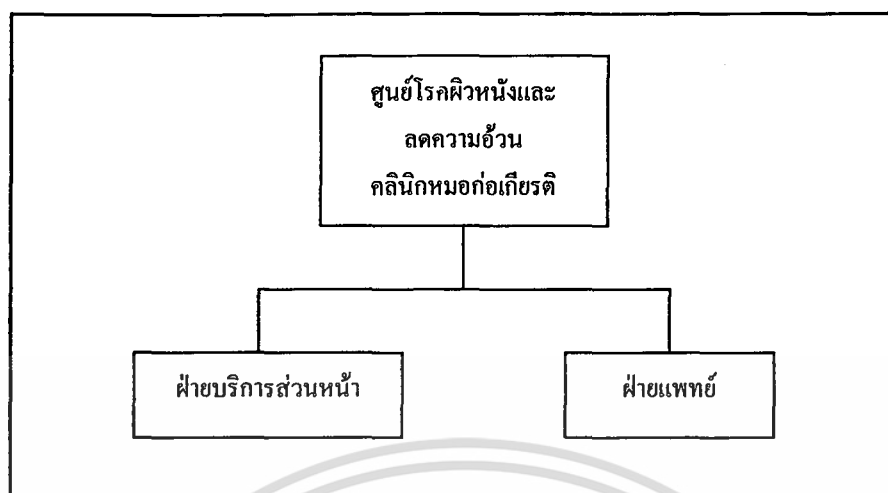 ศูนย์โรคผิวหนังและ
ลดความอ้วน
คลินิกหมอก่อเกียรติ
ฝ่ายบริการส่วนหน้า
ฝ่ายแพทย์